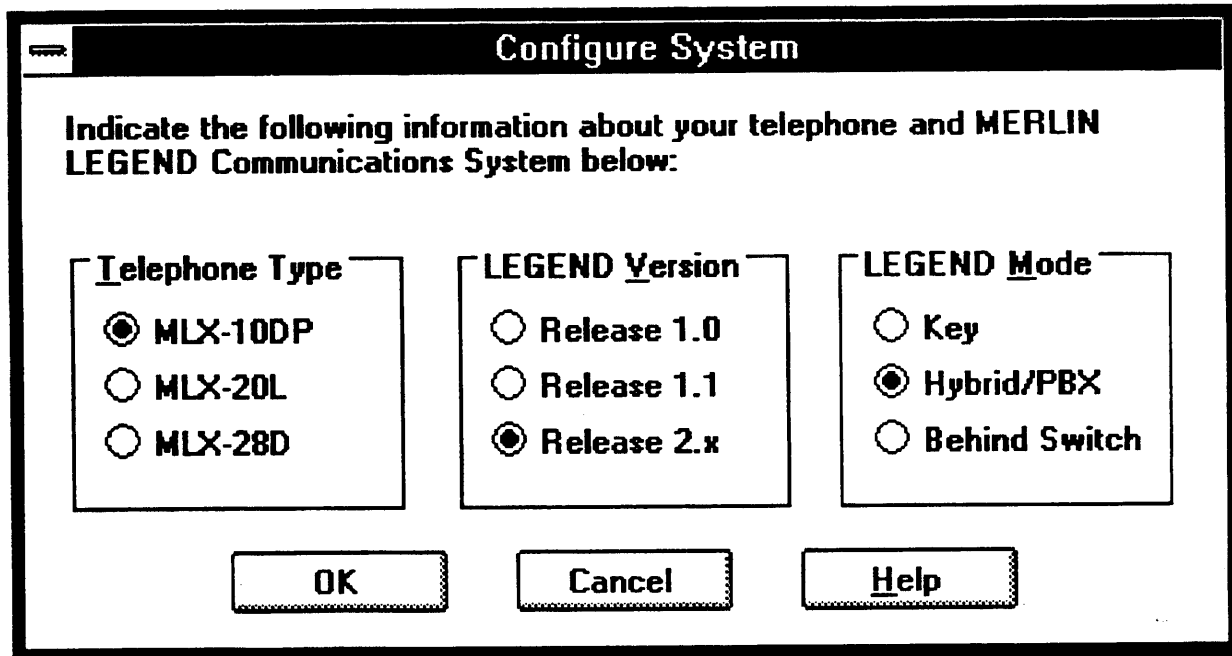 Configure System
Indicate the following information about your telephone and MERLIN
LEGEND Communications System below:
Telephone Type
MLX-10DP
MLX-20L
MLX-28D
LEGEND Version
Release 1.0
Release 1.1
Release 2.x
LEGEND Mode
Key
Hybrid/PBX
Behind Switch
OK
Cancel
Help